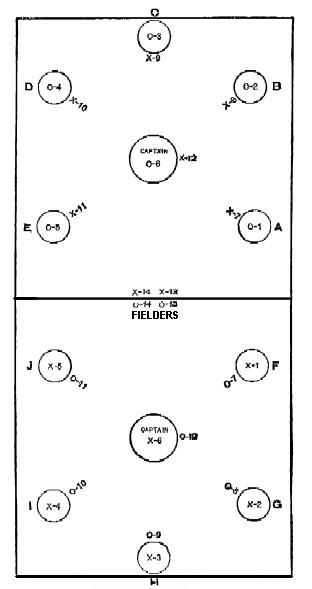 C
O-3
X-9
D
O-4
X-10
O-2
B
X-8
CAPTAIN
O-6
X-12
E
O-5
X-11
X-7
O-1
A
X-14 X-13
O-14 O-13
FIELDERS
J
X-5
O-11
X-1
F
O-7
CAPTAIN
X-6
O-12
I
X-4
O-10
O-8
X-2
G
O-9
X-3
H